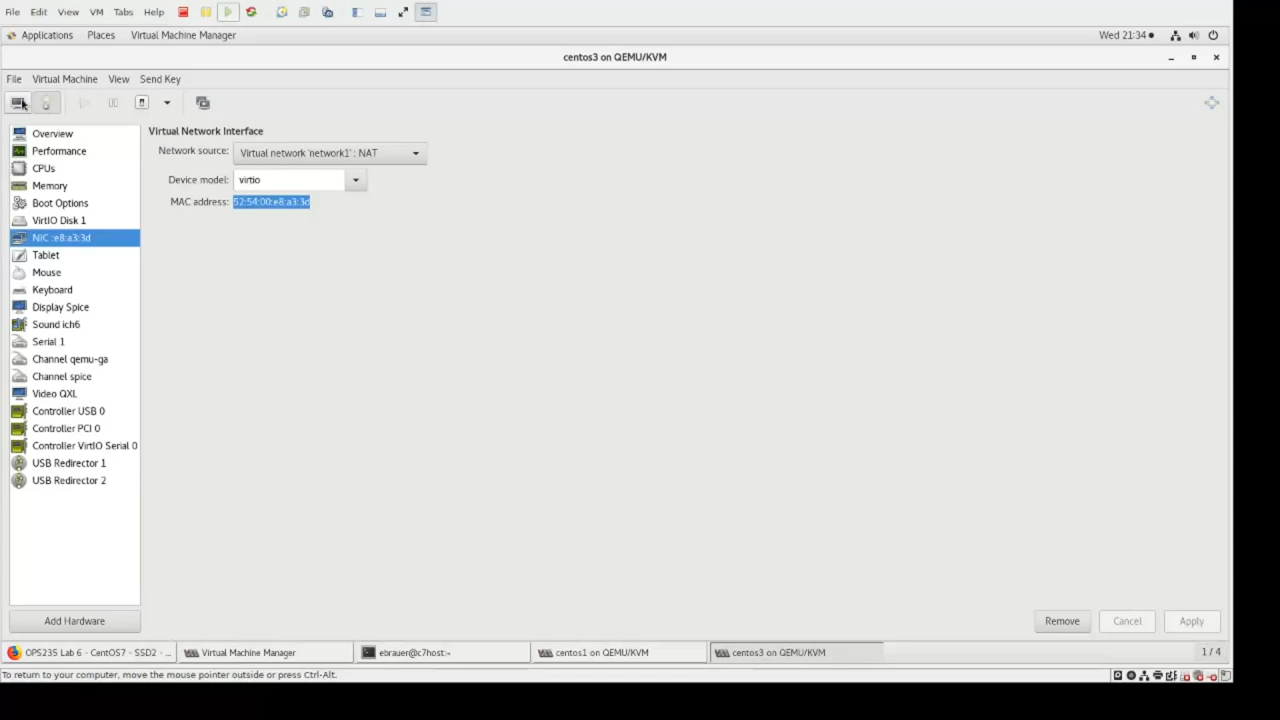 File Edit View VM Tabs Help
Applications Places Virtual Machine Manager Wed 21:34
centos3 on QEMU/KVM
File Virtual Machine View Send Key
Overview
Performance
CPUs
Memory
Boot Options
VirtIO Disk 1
NIC :e8:a3:3d
Tablet
Mouse
Keyboard
Display Spice
Sound ich6
Serial 1
Channel qemu-ga
Channel spice
Video QXL
Controller USB 0
Controller PCI 0
Controller VirtIO Serial 0
USB Redirector 1
USB Redirector 2
Add Hardware
Virtual Network Interface
Network source: Virtual network 'network1' : NAT
Device model: virtio
MAC address: 52:54:00:e8:a3:3d
Remove Cancel Apply
OPS235 Lab 6 - CentOS7 - SSD2 - ... Virtual Machine Manager ebrauer@c7host:~ centos1 on QEMU/KVM centos3 on QEMU/KVM 1 / 4
To return to your computer, move the mouse pointer outside or press Ctrl-Alt.